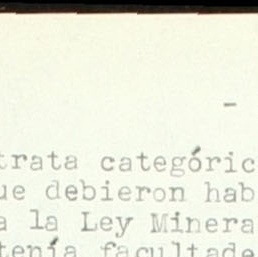 -
trata categóric
ue debieron hab
a la Ley Minera
tenía facultade